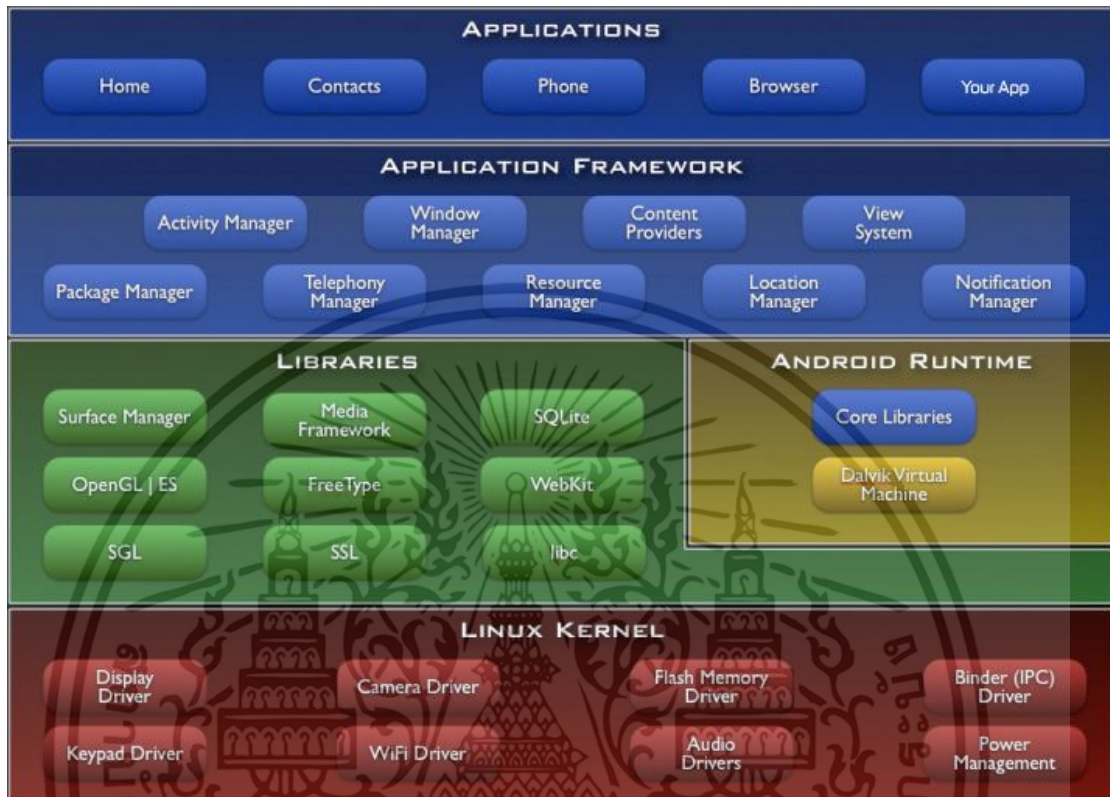 APPLICATIONS
Home Contacts Phone Browser Your App
APPLICATION FRAMEWORK
Activity Manager Window Manager Content Providers View System
Package Manager Telephony Manager Resource Manager Location Manager Notification Manager
LIBRARIES
Surface Manager Media Framework SQLite
OpenGL | ES FreeType WebKit
SGL SSL libc
ANDROID RUNTIME
Core Libraries
Dalvik Virtual Machine
LINUX KERNEL
Display Driver Camera Driver Flash Memory Driver Binder (IPC) Driver
Keypad Driver WiFi Driver Audio Drivers Power Management